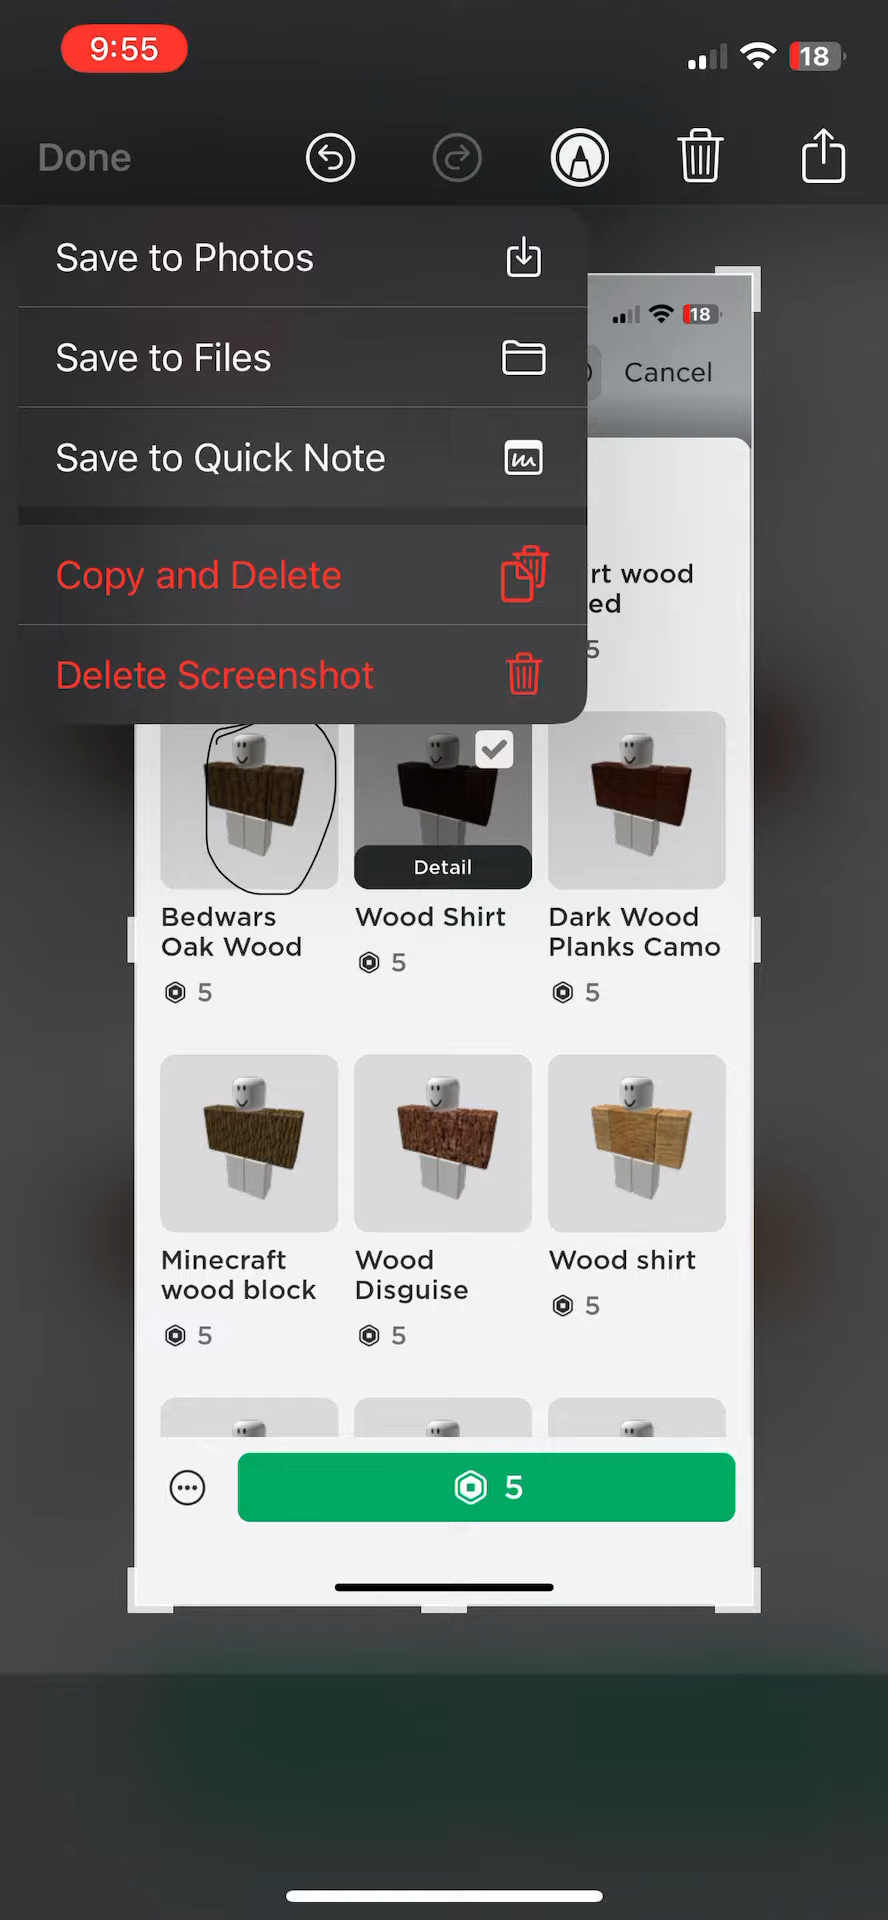 9:55
18
Done
Save to Photos
Save to Files
Save to Quick Note
Copy and Delete
Delete Screenshot
18
Cancel
rt wood
ed
5
Detail
Bedwars
Oak Wood
5
Wood Shirt
5
Dark Wood
Planks Camo
5
Minecraft
wood block
5
Wood
Disguise
5
Wood shirt
5
5